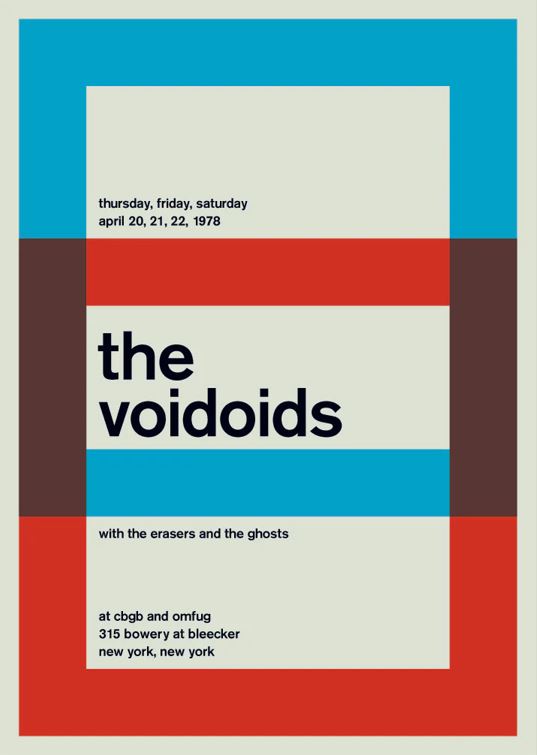 thursday, friday, saturday
april 20, 21, 22, 1978
the
voidoids
with the erasers and the ghosts
at cbgb and omfug
315 bowery at bleecker
new york, new york